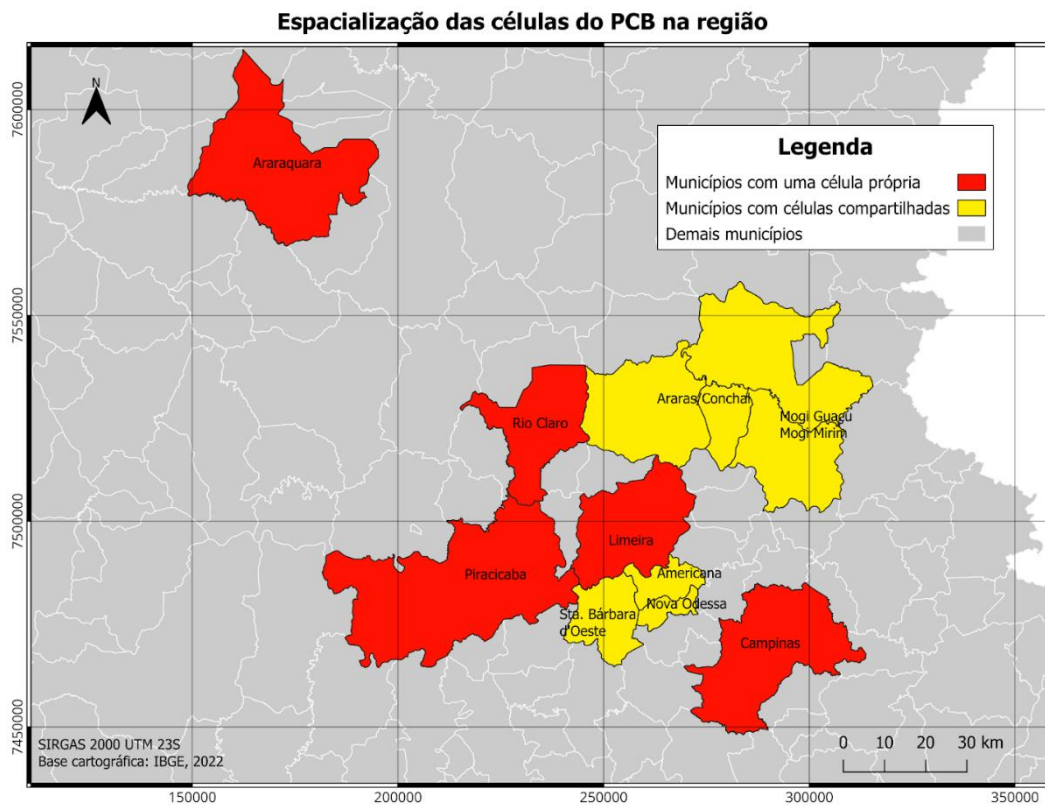 Espacialização das células do PCB na região
N
7600000
7550000
7500000
7450000
Araraquara
Legenda
Municípios com uma célula própria
Municípios com células compartilhadas
Demais municípios
Rio Claro
Araras/Conchal
Mogi Guaçu
Mogi Mirim
Limeira
Piracicaba
Americana
Nova Odessa
Sta. Bárbara
d'Oeste
Campinas
SIRGAS 2000 UTM 23S
Base cartográfica: IBGE, 2022
0 10 20 30 km
150000 200000 250000 300000 350000